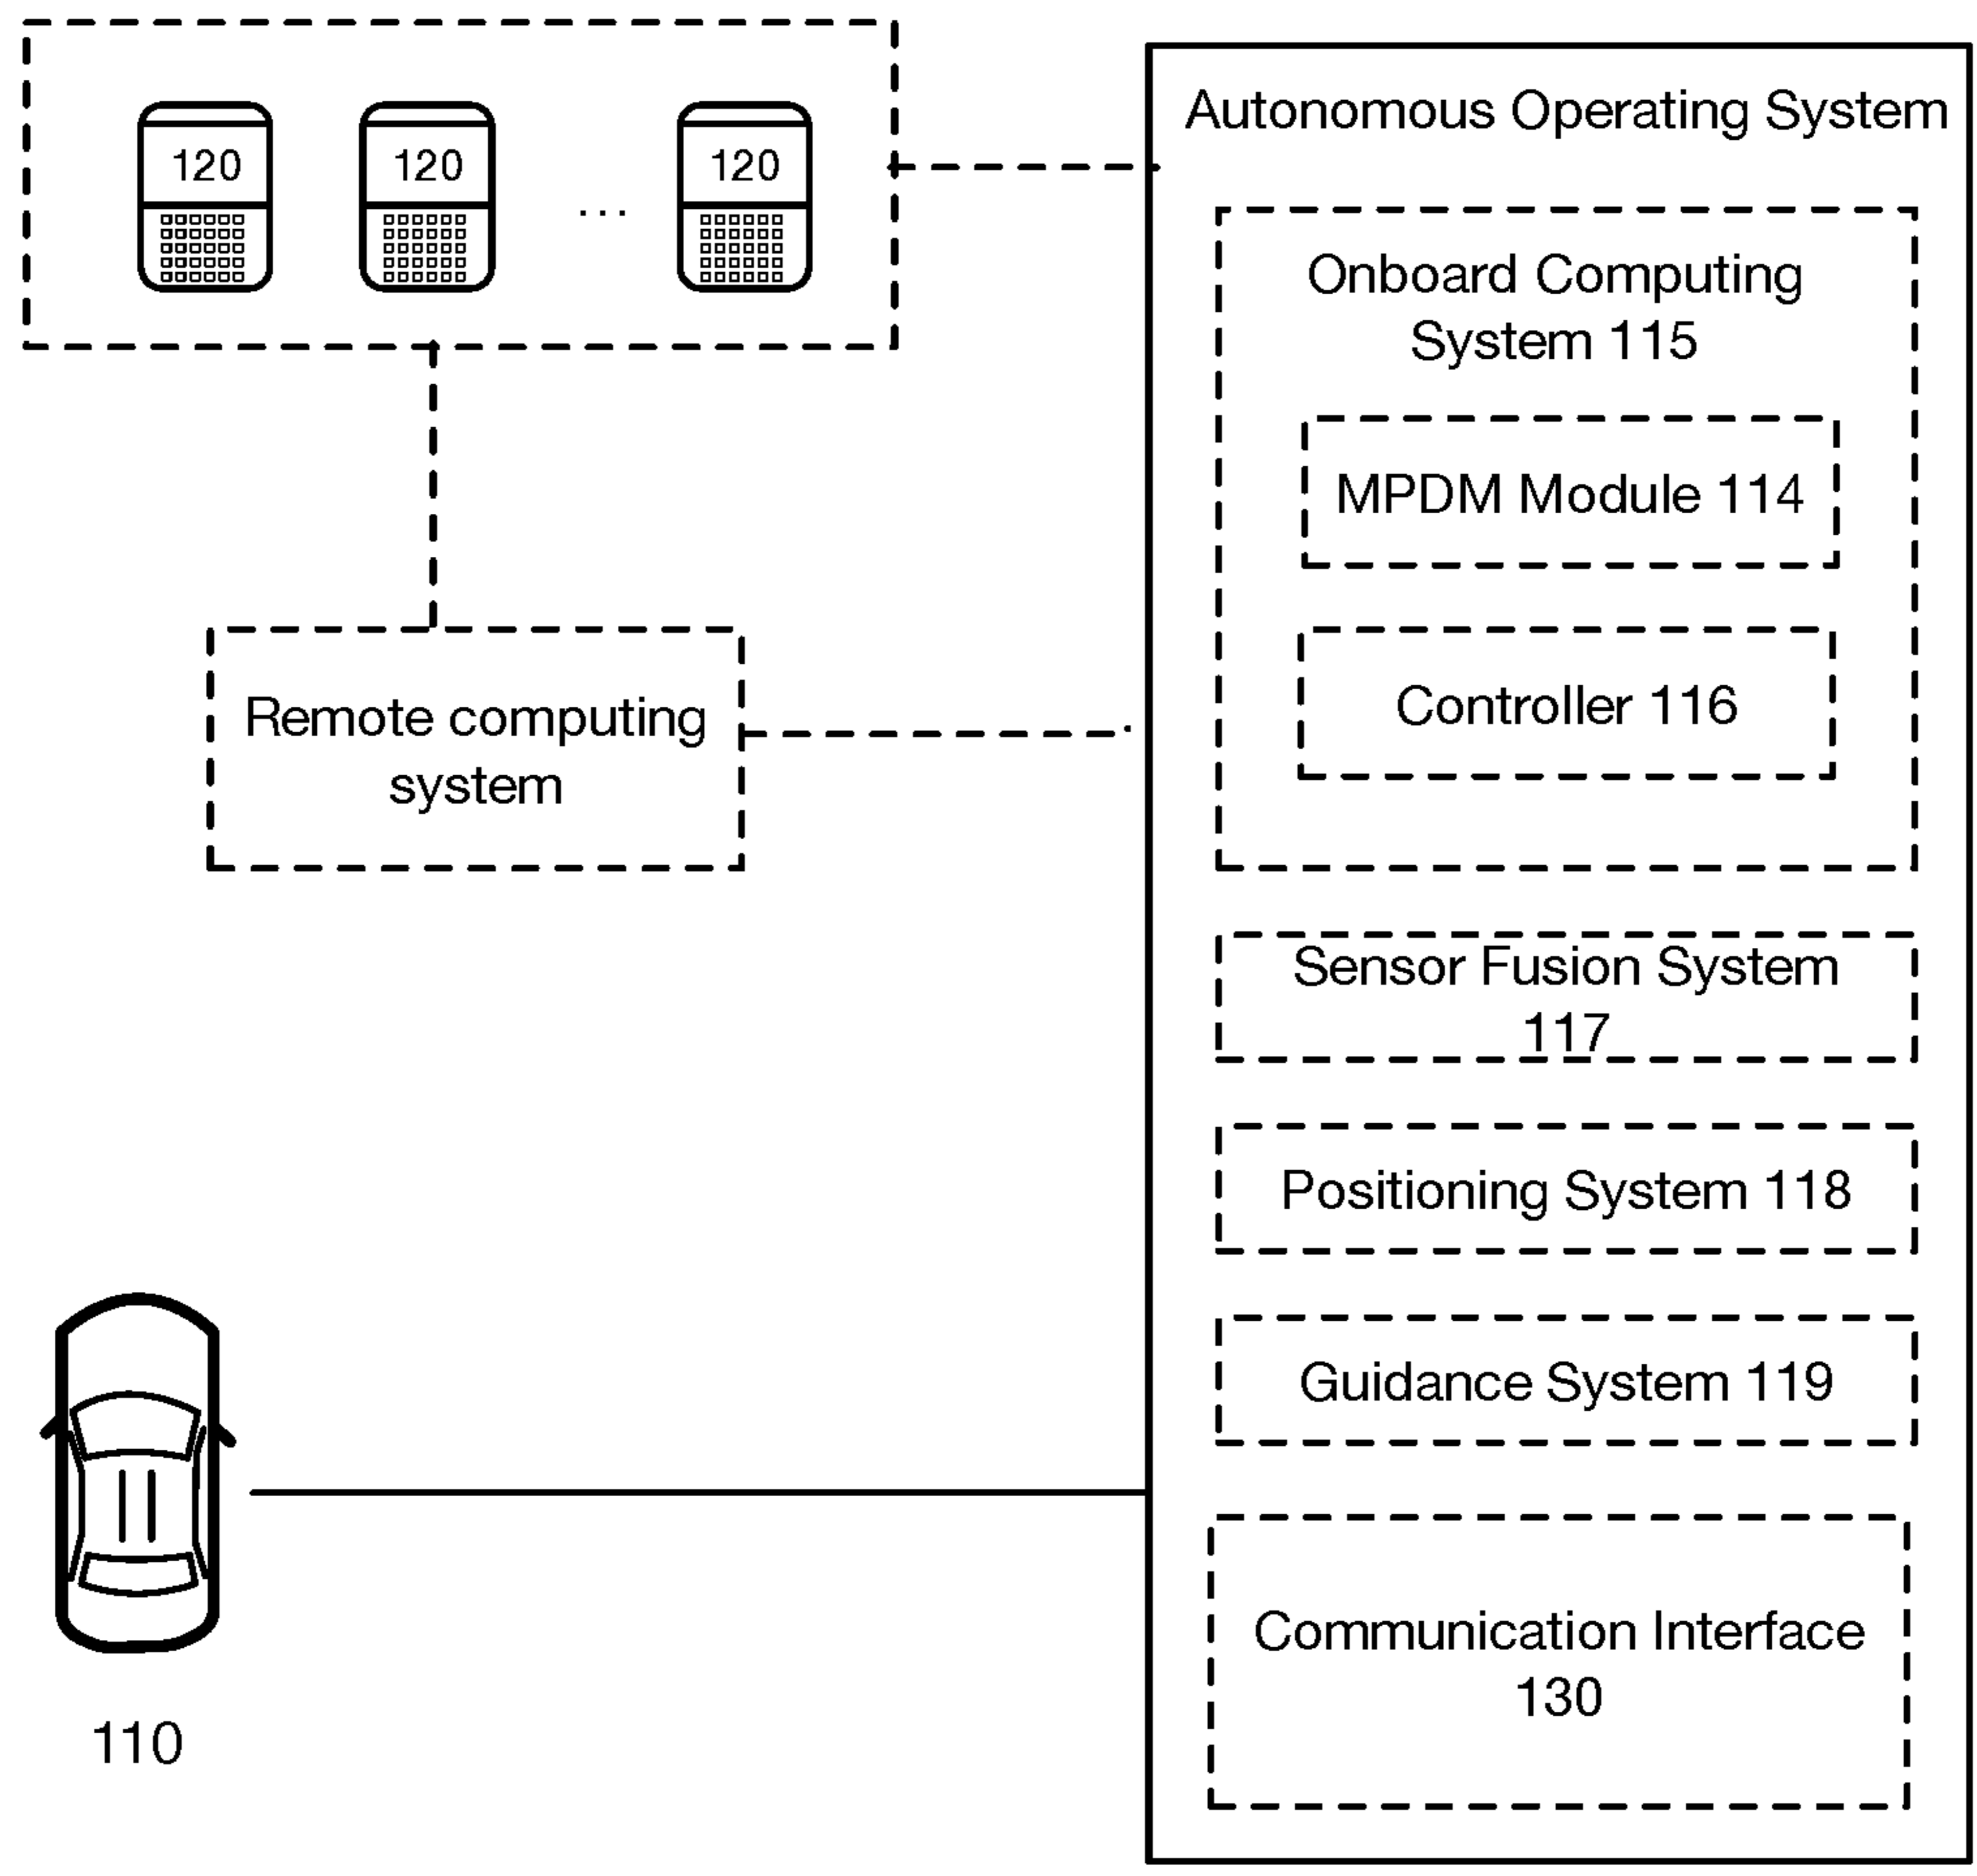 120
120
...
120
Autonomous Operating System
Onboard Computing
System 115
MPDM Module 114
Controller 116
Remote computing
system
Sensor Fusion System
117
Positioning System 118
Guidance System 119
Communication Interface
130
110